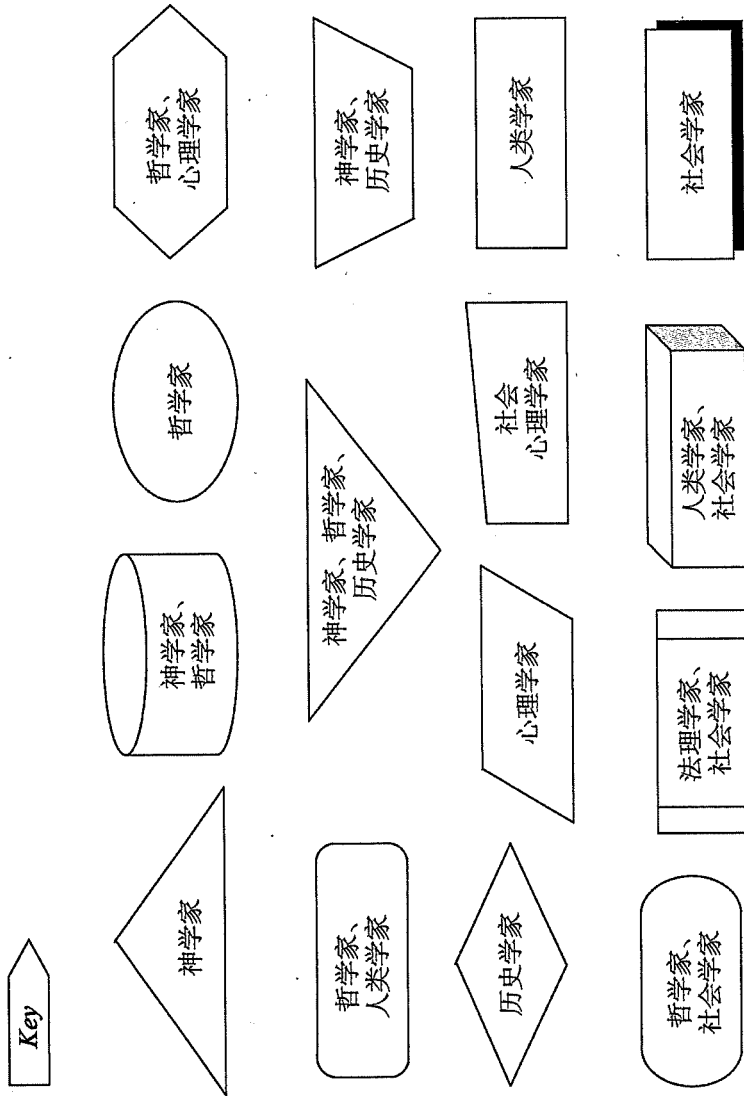 Key
神学家
神学家、
哲学家
哲学家
哲学家、
心理学家
哲学家、
人类学家
神学家、哲学家、
历史学家
神学家、
历史学家
历史学家
心理学家
社会
心理学家
人类学家
哲学家、
社会学家
法理学家、
社会学家
人类学家、
社会学家
社会学家